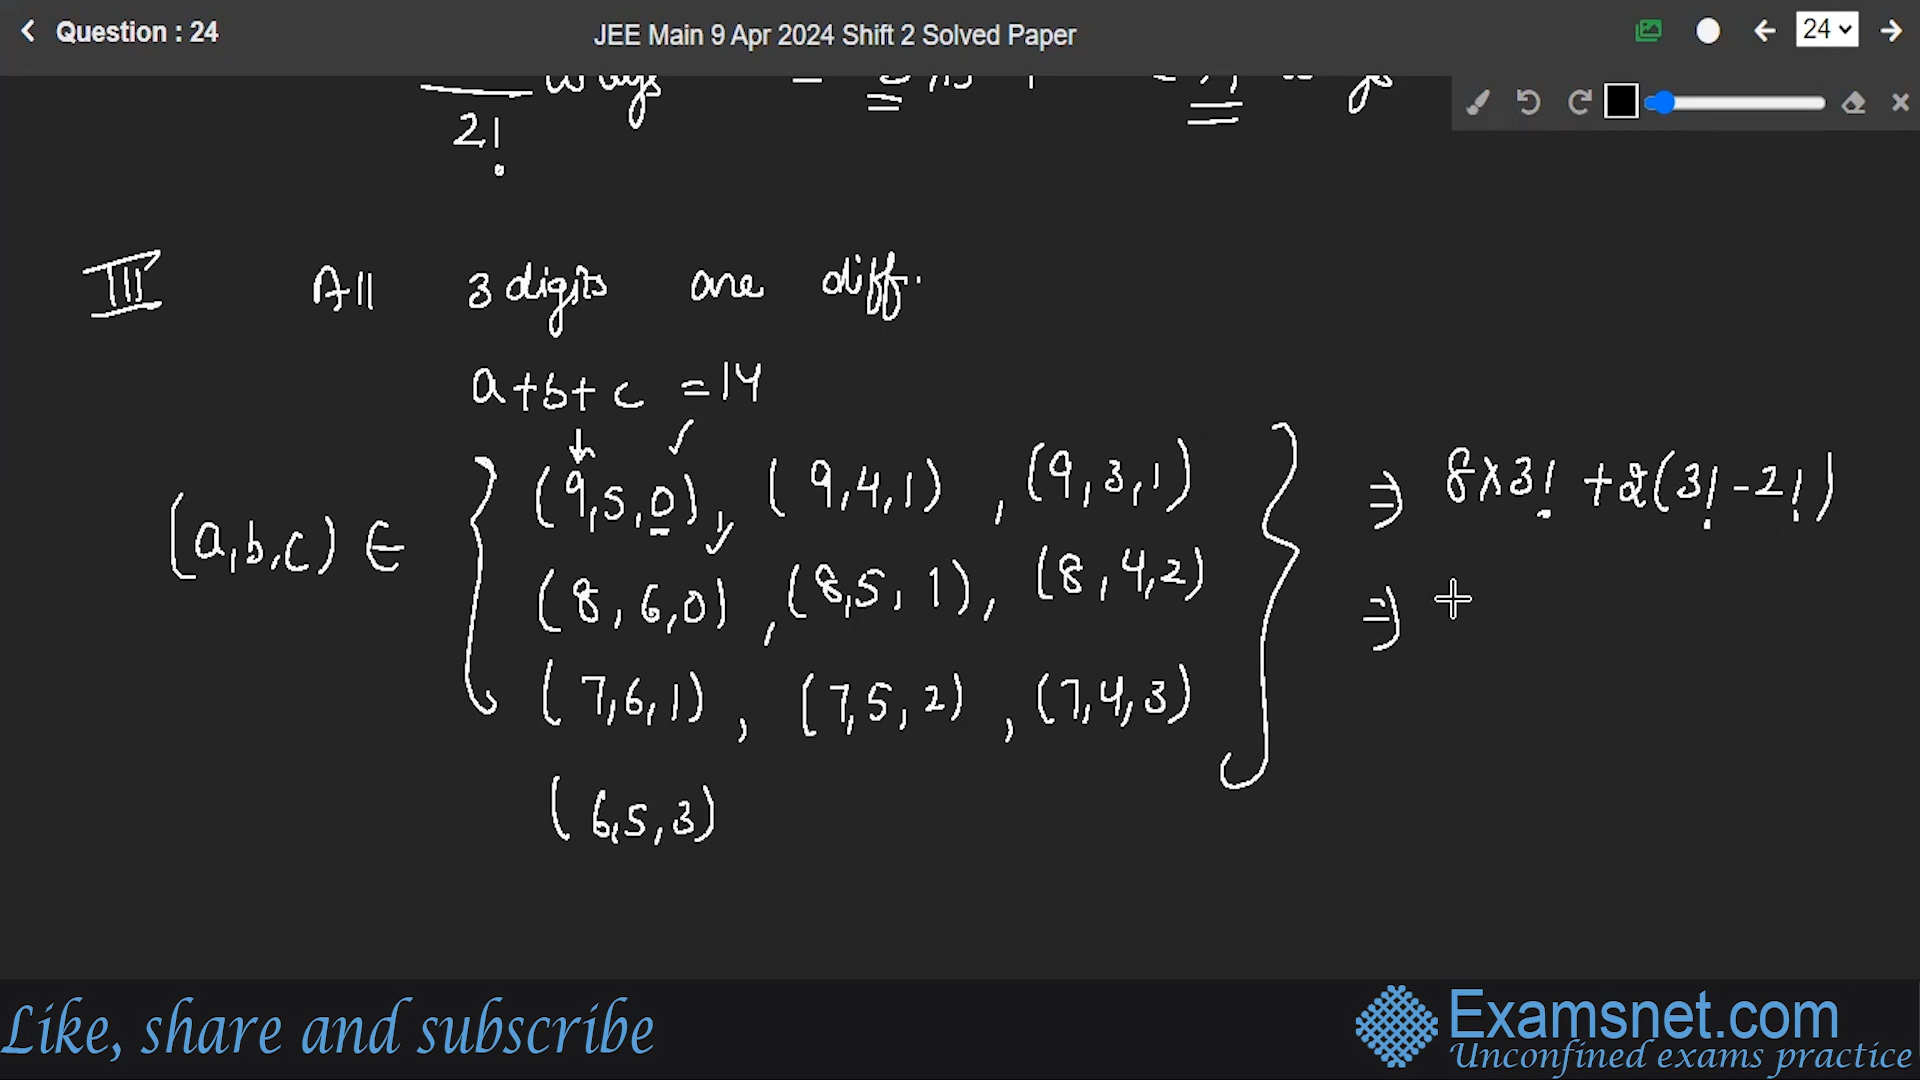 Question : 24
JEE Main 9 Apr 2024 Shift 2 Solved Paper
24
ways =
2!
III All 3 digits are diff.
a+b+c =14
(a,b,c) ∈ { (9,5,0), (9,4,1), (9,3,1)
(8,6,0), (8,5,1), (8,4,2)
(7,6,1), (7,5,2), (7,4,3)
(6,5,3) } ⇒ 8×3! +2(3!-2!)
⇒
Like, share and subscribe
Examsnet.com
Unconfined exams practice